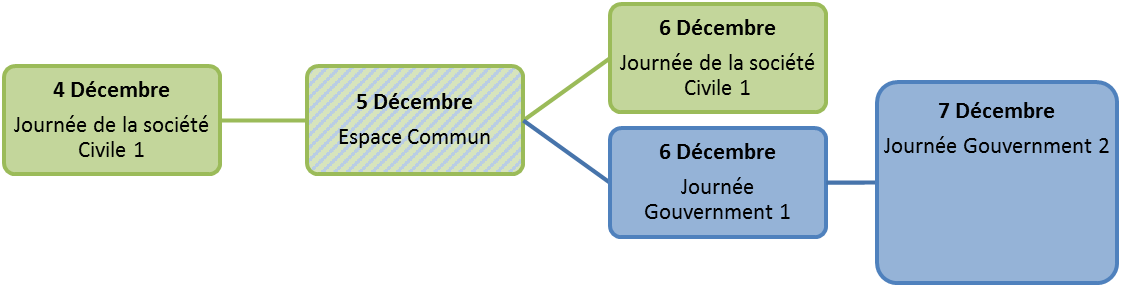 4 Décembre
Journée de la société
Civile 1
5 Décembre
Espace Commun
6 Décembre
Journée de la société
Civile 1
6 Décembre
Journée
Gouvernment 1
7 Décembre
Journée Gouvernment 2